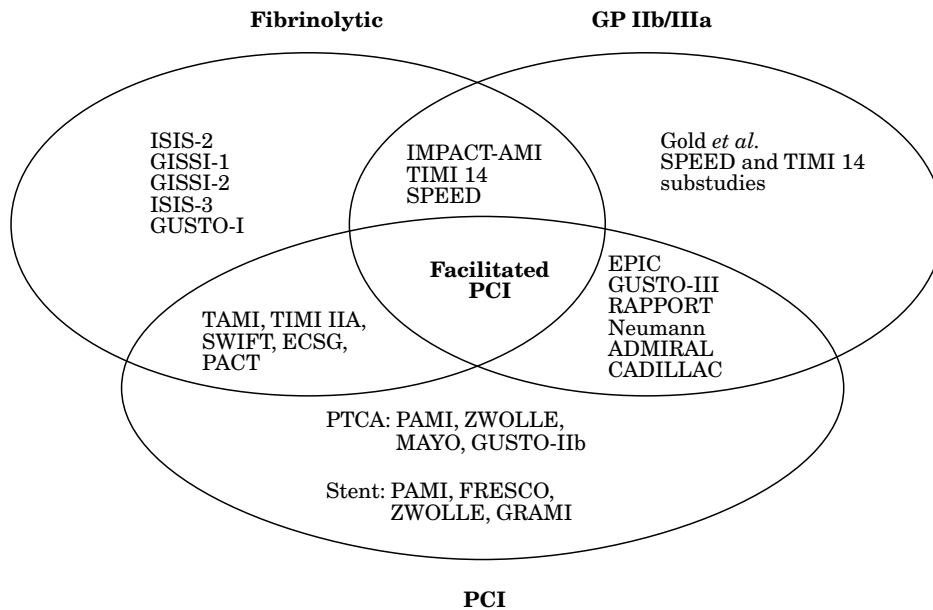 Fibrinolytic
GP IIb/IIIa
ISIS-2
GISSI-1
GISSI-2
ISIS-3
GUSTO-I
IMPACT-AMI
TIMI 14
SPEED
Gold et al.
SPEED and TIMI 14
substudies
Facilitated
PCI
EPIC
GUSTO-III
RAPPORT
Neumann
ADMIRAL
CADILLAC
TAMI, TIMI IIA,
SWIFT, ECSG,
PACT
PTCA: PAMI, ZWOLLE,
MAYO, GUSTO-IIb
Stent: PAMI, FRESCO,
ZWOLLE, GRAMI
PCI